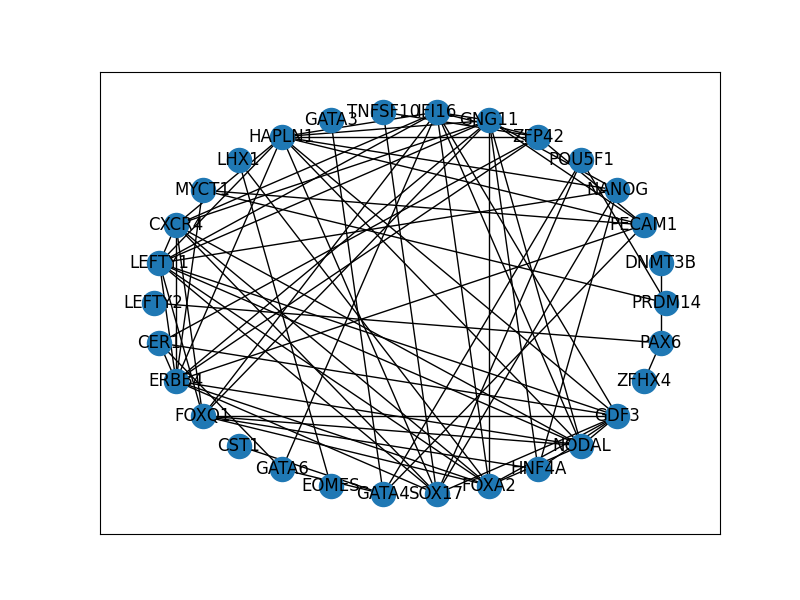 TNFSF10
IFI16
GATA3
GNG11
HAPLN1
ZFP42
LHX1
POU5F1
MYCT1
NANOG
CXCR4
PECAM1
LEFTY1
DNMT3B
LEFTY2
PRDM14
CER1
PAX6
ERBB4
ZFHX4
FOXQ1
GDF3
CST1
NODAL
GATA6
HNF4A
EOMES
FOXA2
GATA4
SOX17